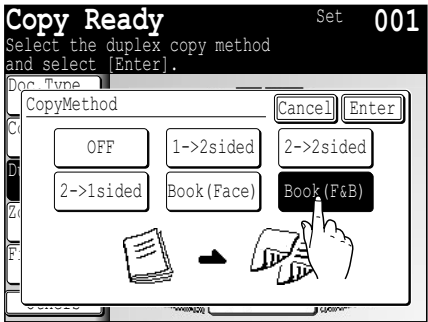 Copy Ready
Set 001
Select the duplex copy method
and select [Enter].
Doc.Type
CopyMethod
Cancel
Enter
OFF
1->2sided
2->2sided
2->1sided
Book(Face)
Book(F&B)